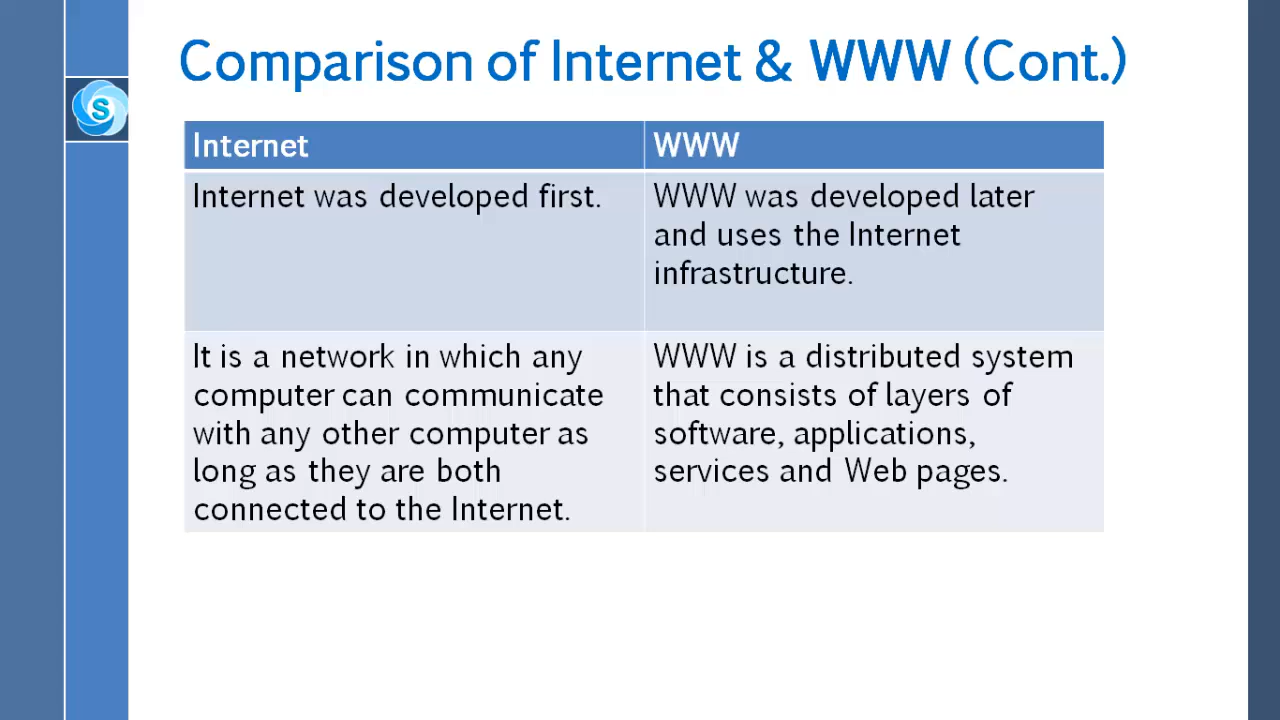 Comparison of Internet & WWW (Cont.)
S
Internet
WWW
Internet was developed first.
WWW was developed later
and uses the Internet
infrastructure.
It is a network in which any
computer can communicate
with any other computer as
long as they are both
connected to the Internet.
WWW is a distributed system
that consists of layers of
software, applications,
services and Web pages.